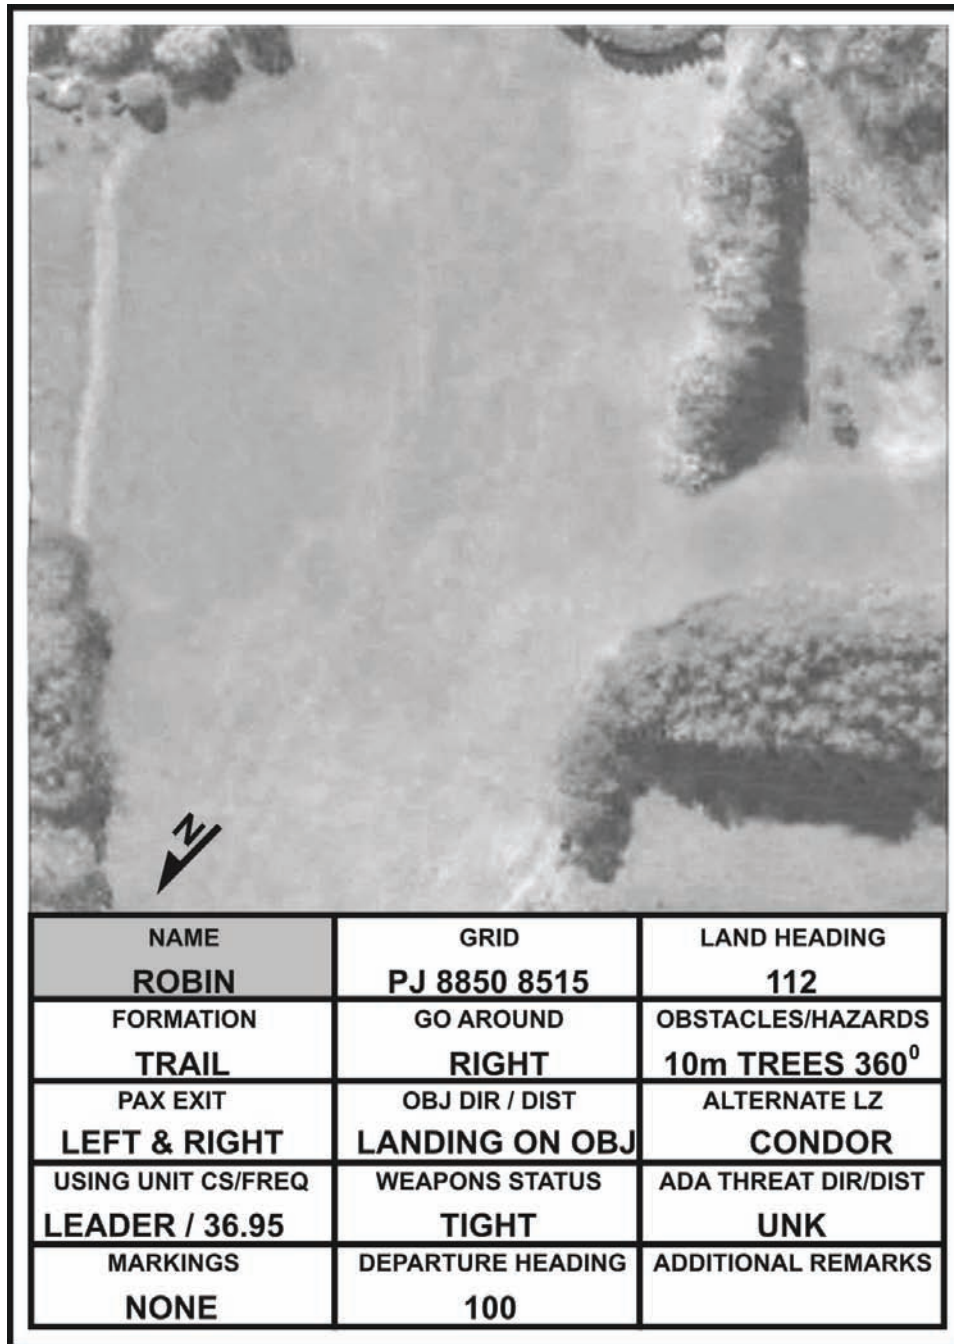 N
NAME
ROBIN
GRID
PJ 8850 8515
LAND HEADING
112
FORMATION
TRAIL
GO AROUND
RIGHT
OBSTACLES/HAZARDS
10m TREES 360⁰
PAX EXIT
LEFT & RIGHT
OBJ DIR / DIST
LANDING ON OBJ
ALTERNATE LZ
CONDOR
USING UNIT CS/FREQ
LEADER / 36.95
WEAPONS STATUS
TIGHT
ADA THREAT DIR/DIST
UNK
MARKINGS
NONE
DEPARTURE HEADING
100
ADDITIONAL REMARKS